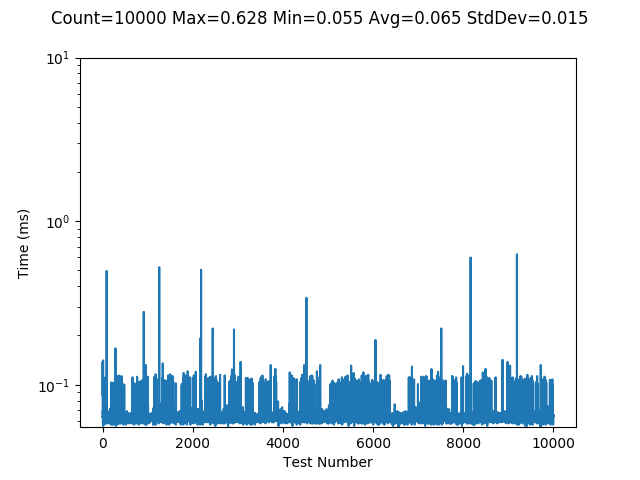 Count=10000 Max=0.628 Min=0.055 Avg=0.065 StdDev=0.015
10^1
10^0
10^-1
Time (ms)
0 2000 4000 6000 8000 10000
Test Number